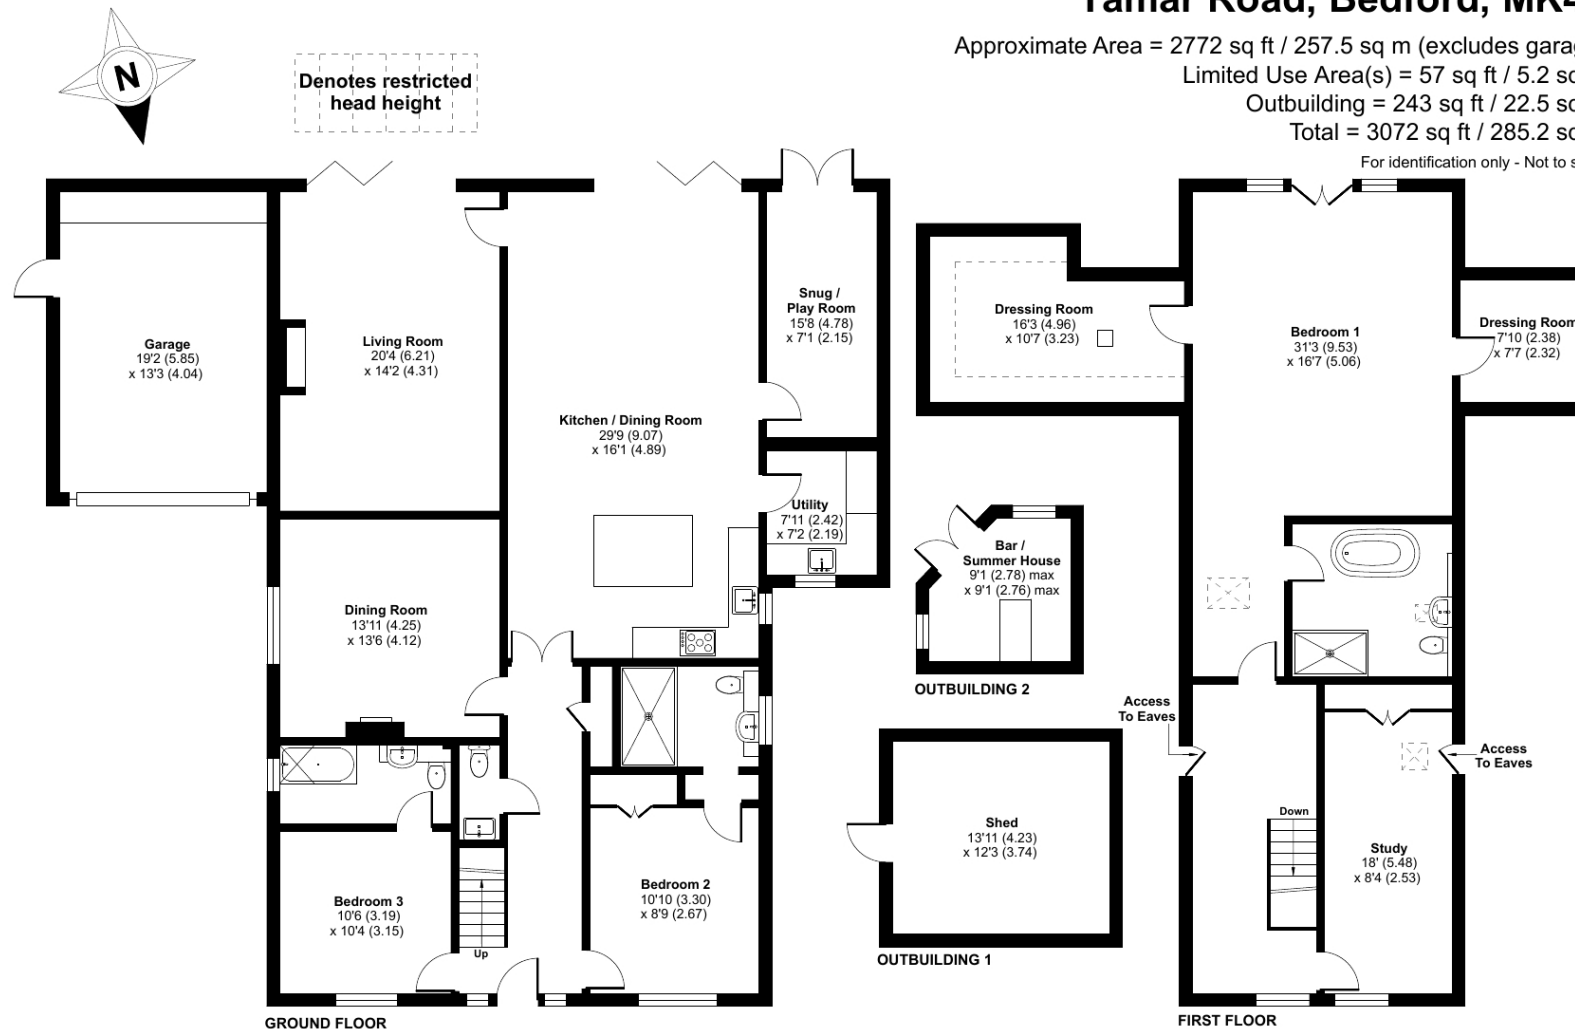 Tamar Road, Bedford, MK4
Approximate Area = 2772 sq ft / 257.5 sq m (excludes garag
Limited Use Area(s) = 57 sq ft / 5.2 sq
Outbuilding = 243 sq ft / 22.5 sq
Total = 3072 sq ft / 285.2 sq
For identification only - Not to s
N
Denotes restricted
head height
Garage
19'2 (5.85)
x 13'3 (4.04)
Living Room
20'4 (6.21)
x 14'2 (4.31)
Kitchen / Dining Room
29'9 (9.07)
x 16'1 (4.89)
Snug /
Play Room
15'8 (4.78)
x 7'1 (2.15)
Utility
7'11 (2.42)
x 7'2 (2.19)
Dining Room
13'11 (4.25)
x 13'6 (4.12)
Bedroom 3
10'6 (3.19)
x 10'4 (3.15)
Up
Bedroom 2
10'10 (3.30)
x 8'9 (2.67)
GROUND FLOOR
Bar /
Summer House
9'1 (2.78) max
x 9'1 (2.76) max
OUTBUILDING 2
Shed
13'11 (4.23)
x 12'3 (3.74)
OUTBUILDING 1
Dressing Room
16'3 (4.96)
x 10'7 (3.23)
Bedroom 1
31'3 (9.53)
x 16'7 (5.06)
Dressing Room
7'10 (2.38)
x 7'7 (2.32)
Access
To Eaves
Access
To Eaves
Down
Study
18' (5.48)
x 8'4 (2.53)
FIRST FLOOR